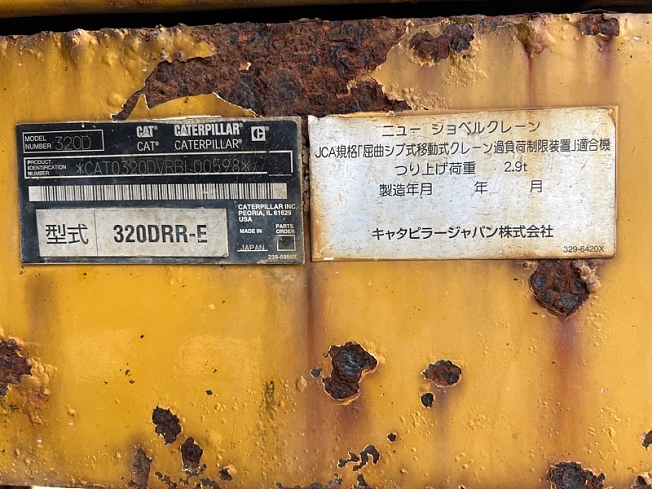 MODEL NUMBER 320D
CAT CATERPILLAR C
CAT CATERPILLAR
PRODUCT IDENTIFICATION NUMBER *CAT0320DVRBL00598*
CATERPILLAR INC.
PEORIA, IL 61629
USA
MADE IN JAPAN
PARTS ORDER
型式 320DRR-E
ニュー ショベルクレーン
JCA規格「屈曲ジブ式移動式クレーン過負荷制限装置」適合機
つり上げ荷重 2.9t
製造年月 年 月
キャタピラージャパン株式会社
329-6420X